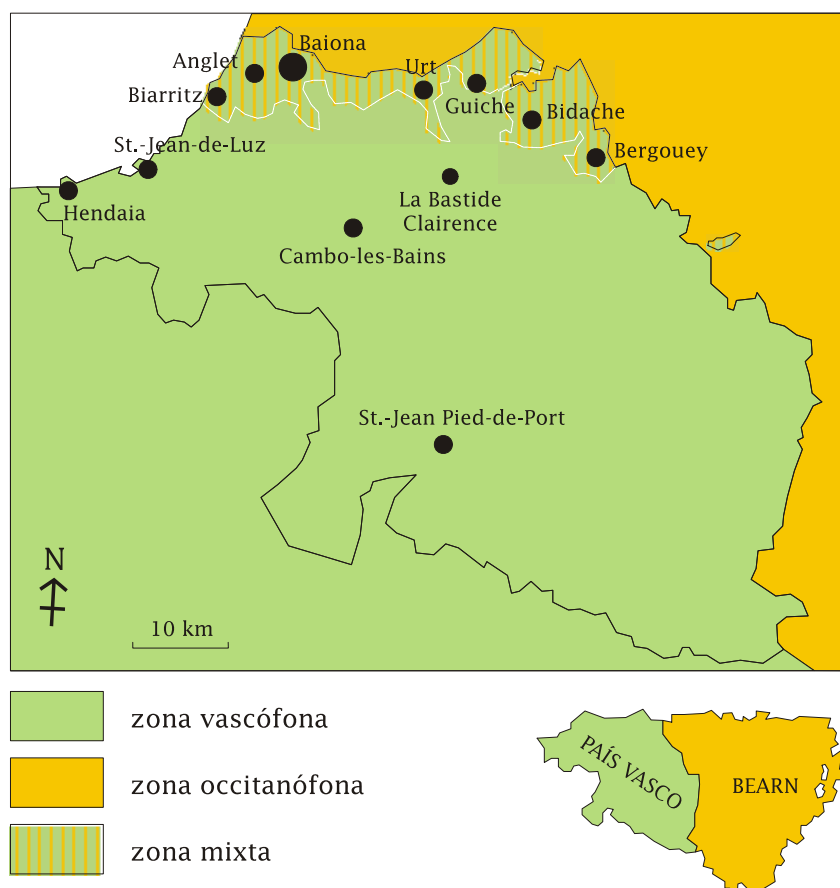 Baiona
Anglet
Urt
Biarritz
Guiche
Bidache
St.-Jean-de-Luz
Bergouey
La Bastide
Clairence
Hendaia
Cambo-les-Bains
St.-Jean Pied-de-Port
N
10 km
zona vascófona
zona occitanófona
zona mixta
PAÍS VASCO
BEARN